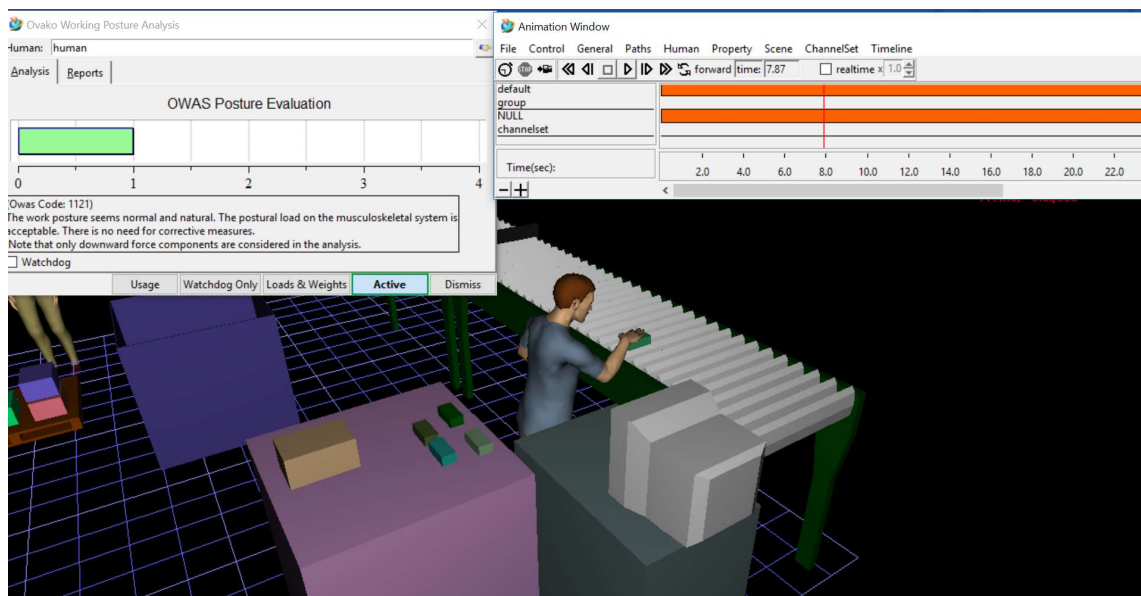 Ovako Working Posture Analysis
Human: human
Analysis Reports
OWAS Posture Evaluation
0 1 2 3 4
(Owas Code: 1121)
The work posture seems normal and natural. The postural load on the musculoskeletal system is
acceptable. There is no need for corrective measures.
Note that only downward force components are considered in the analysis.
Watchdog
Usage Watchdog Only Loads & Weights Active Dismiss
Animation Window
File Control General Paths Human Property Scene ChannelSet Timeline
STOP forward time: 7.87 realtime x 1.0
default
group
NULL
channelset
Time(sec): 2.0 4.0 6.0 8.0 10.0 12.0 14.0 16.0 18.0 20.0 22.0